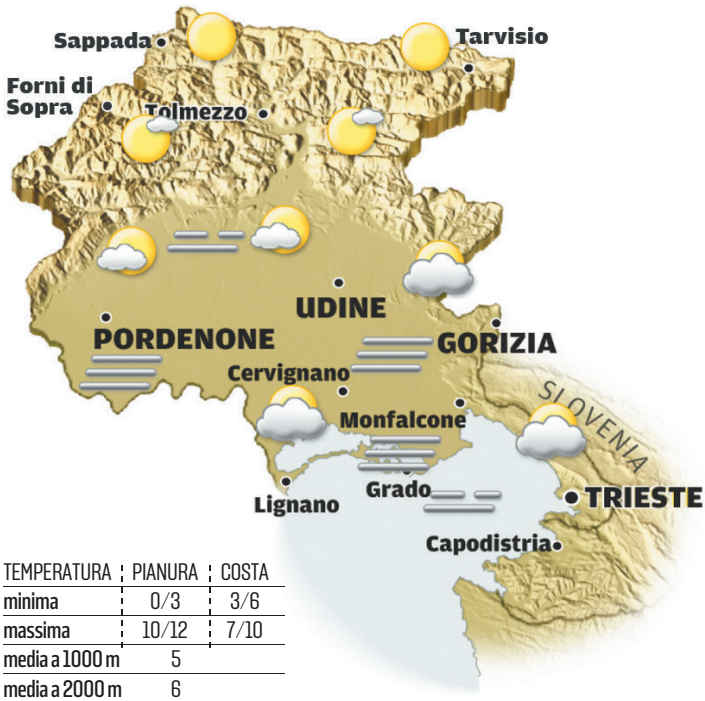 Sappada
Tarvisio
Forni di
Sopra
Tolmezzo
UDINE
PORDENONE
GORIZIA
Cervignano
SLOVENIA
Monfalcone
Lignano
Grado
TRIESTE
Capodistria
TEMPERATURA PIANURA COSTA
minima 0/3 3/6
massima 10/12 7/10
media a 1000 m 5
media a 2000 m 6